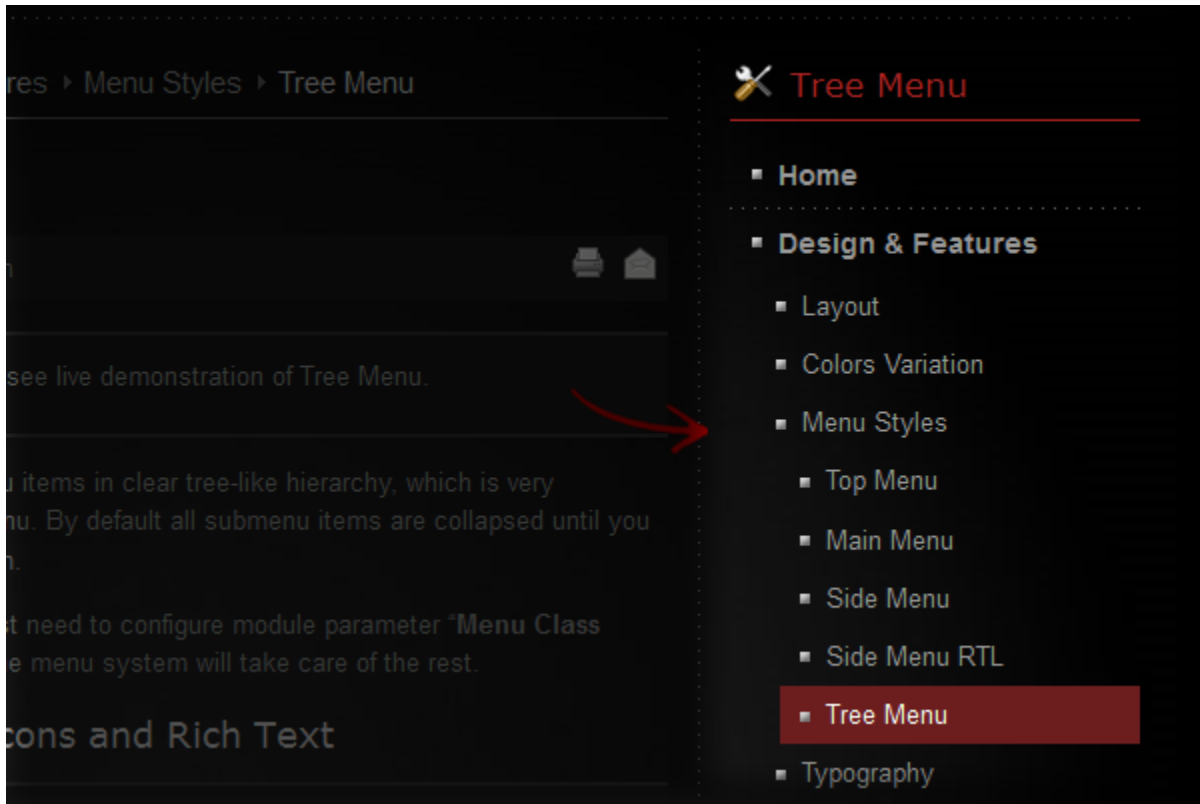 res Menu Styles Tree Menu
see live demonstration of Tree Menu.
items in clear tree-like hierarchy, which is very
nu. By default all submenu items are collapsed until you
need to configure module parameter “Menu Class
e menu system will take care of the rest.
cons and Rich Text
Tree Menu
Home
Design & Features
Layout
Colors Variation
Menu Styles
Top Menu
Main Menu
Side Menu
Side Menu RTL
Tree Menu
Typography